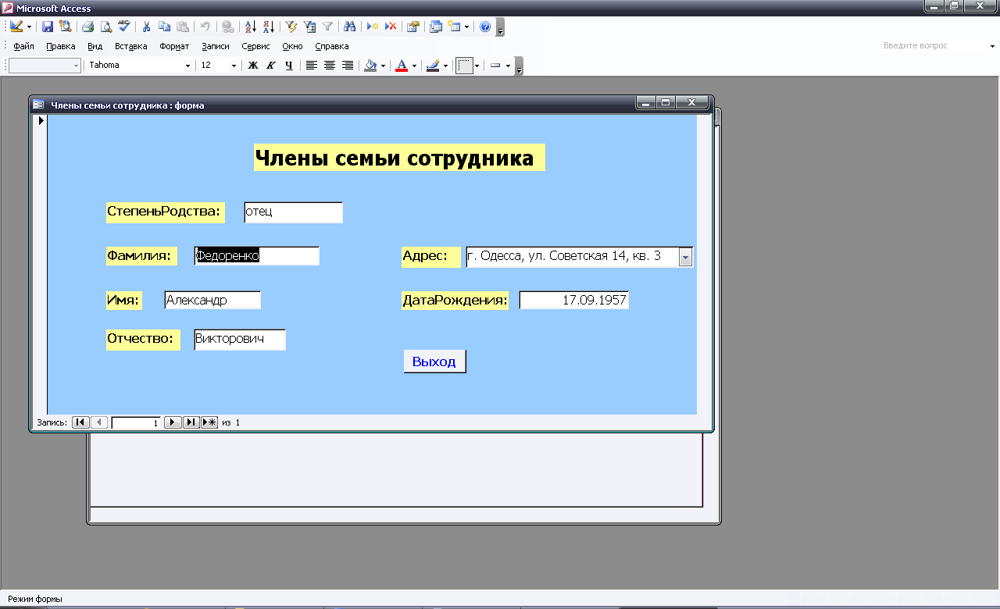 Microsoft Access
Файл Правка Вид Вставка Формат Записи Сервис Окно Справка
Введите вопрос
Tahoma 12 Ж К Ч
Члены семьи сотрудника : форма
Члены семьи сотрудника
СтепеньРодства: отец
Фамилия: Федоренко
Адрес: г. Одесса, ул. Советская 14, кв. 3
Имя: Александр
ДатаРождения: 17.09.1957
Отчество: Викторович
Выход
Запись: 1 из 1
Режим формы